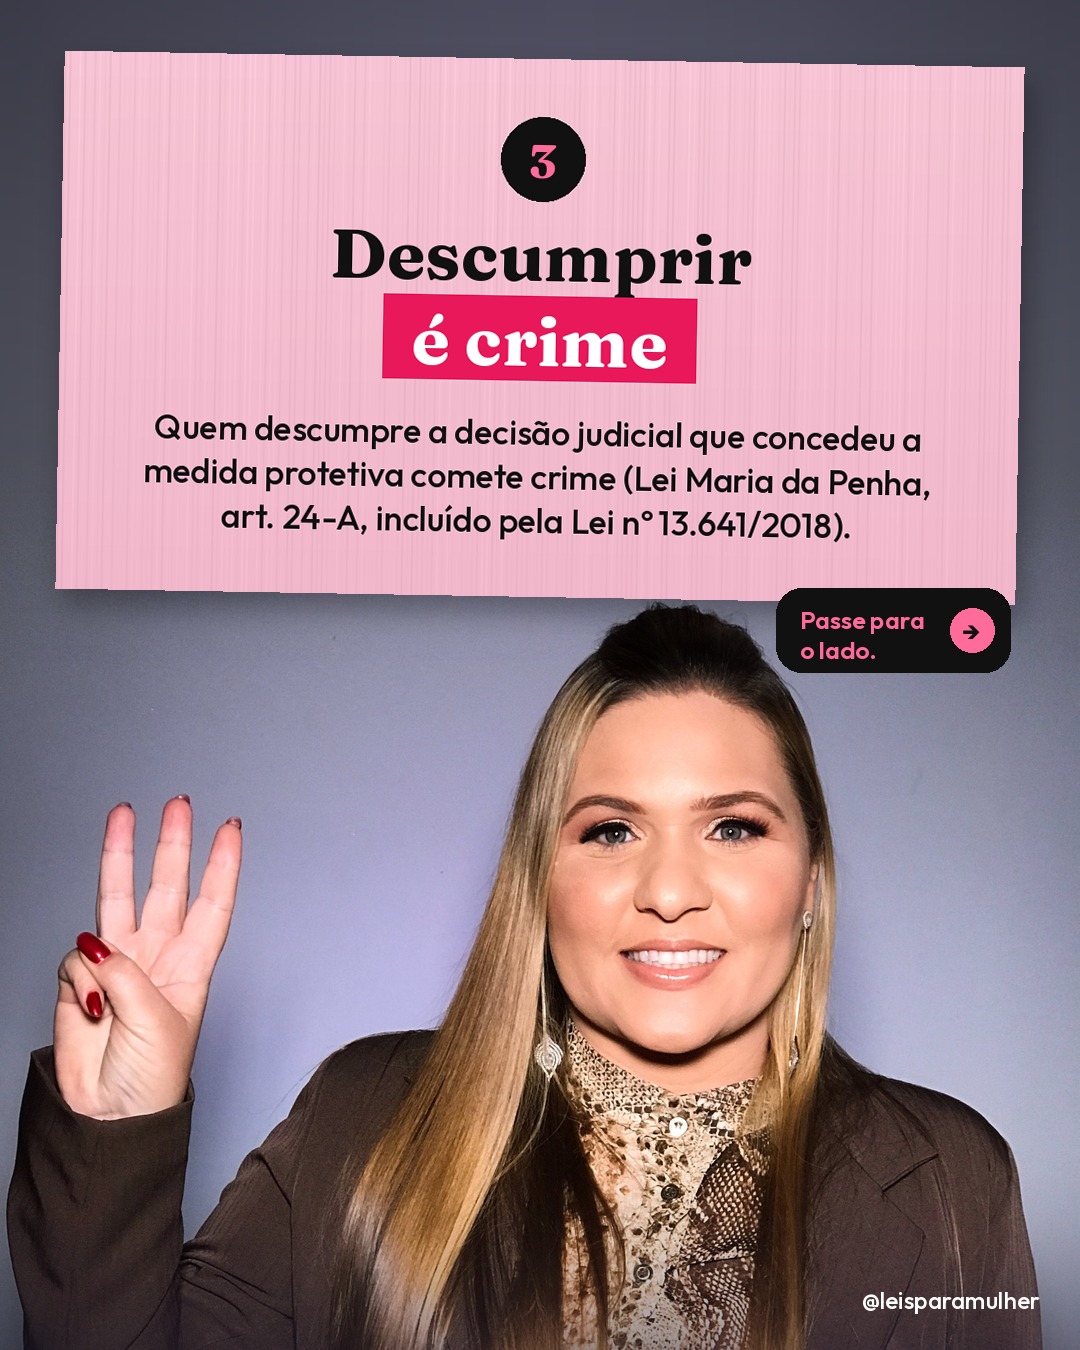 3
Descumprir
é crime
Quem descumpre a decisão judicial que concedeu a
medida protetiva comete crime (Lei Maria da Penha,
art. 24-A, incluído pela Lei nº 13.641/2018).
Passe para
o lado.
@leisparamulher